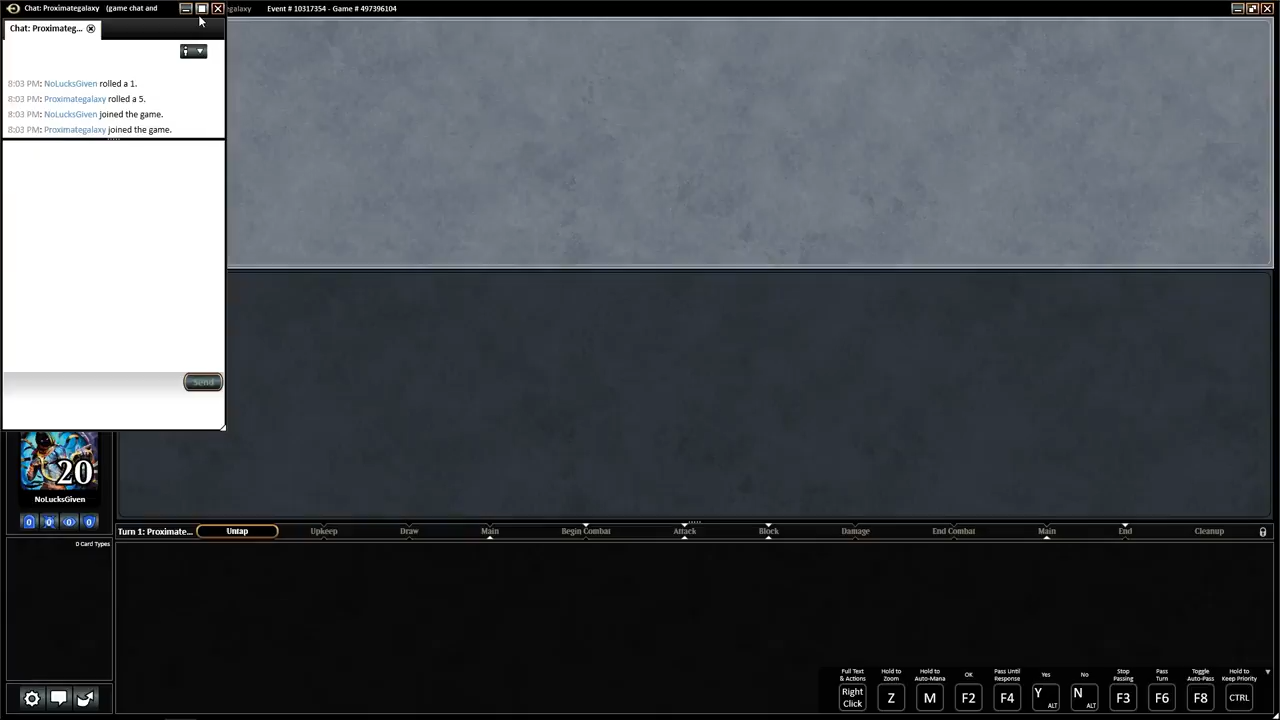 Chat: Proximategalaxy (game chat and
galaxy Event # 10317354 - Game # 497396104
Chat: Proximateg...
8:03 PM: NoLucksGiven rolled a 1.
8:03 PM: Proximategalaxy rolled a 5.
8:03 PM: NoLucksGiven joined the game.
8:03 PM: Proximategalaxy joined the game.
Send
20
NoLucksGiven
0 0 0 0
Turn 1: Proximate... Untap Upkeep Draw Main Begin Combat Attack Block Damage End Combat Main End Cleanup
0 Card Types
Full Text & Actions Right Click
Hold to Zoom Z
Hold to Auto-Mana M
OK F2
Pass Until Response F4
Yes Y ALT
No N ALT
Stop Passing F3
Pass Turn F6
Toggle Auto-Pass F8
Hold to Keep Priority CTRL